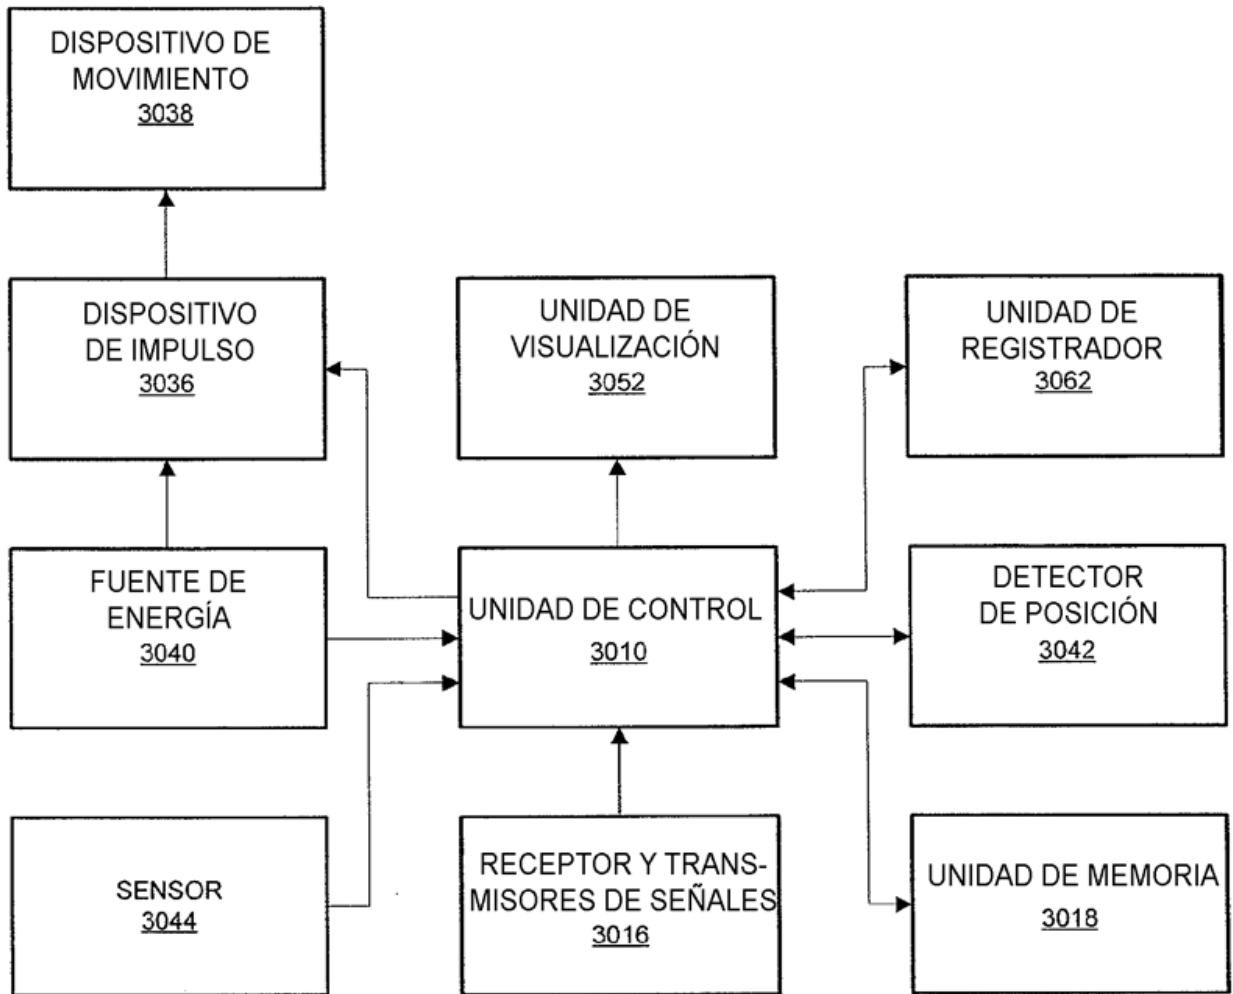 DISPOSITIVO DE
MOVIMIENTO
3038
DISPOSITIVO
DE IMPULSO
3036
UNIDAD DE
VISUALIZACIÓN
3052
UNIDAD DE
REGISTRADOR
3062
FUENTE DE
ENERGÍA
3040
UNIDAD DE CONTROL
3010
DETECTOR
DE POSICIÓN
3042
SENSOR
3044
RECEPTOR Y TRANS-
MISORES DE SEÑALES
3016
UNIDAD DE MEMORIA
3018